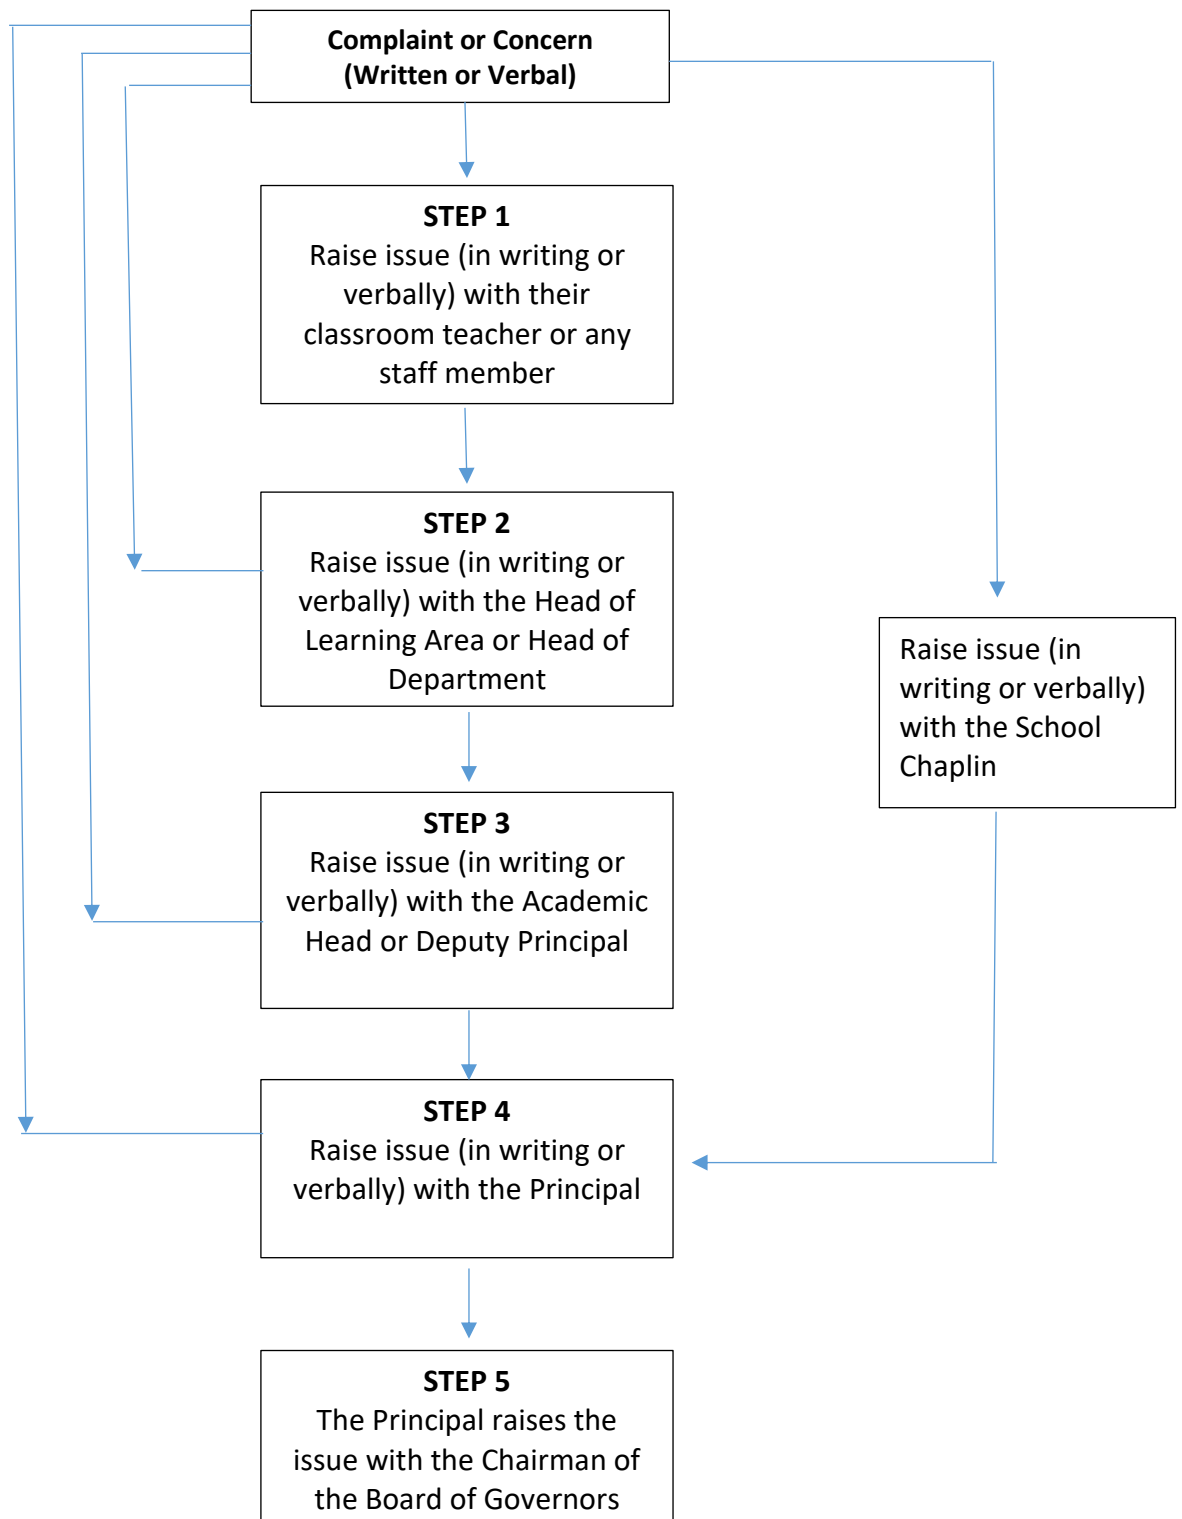 Complaint or Concern
(Written or Verbal)
STEP 1
Raise issue (in writing or
verbally) with their
classroom teacher or any
staff member
STEP 2
Raise issue (in writing or
verbally) with the Head of
Learning Area or Head of
Department
STEP 3
Raise issue (in writing or
verbally) with the Academic
Head or Deputy Principal
STEP 4
Raise issue (in writing or
verbally) with the Principal
STEP 5
The Principal raises the
issue with the Chairman of
the Board of Governors
Raise issue (in
writing or verbally)
with the School
Chaplin